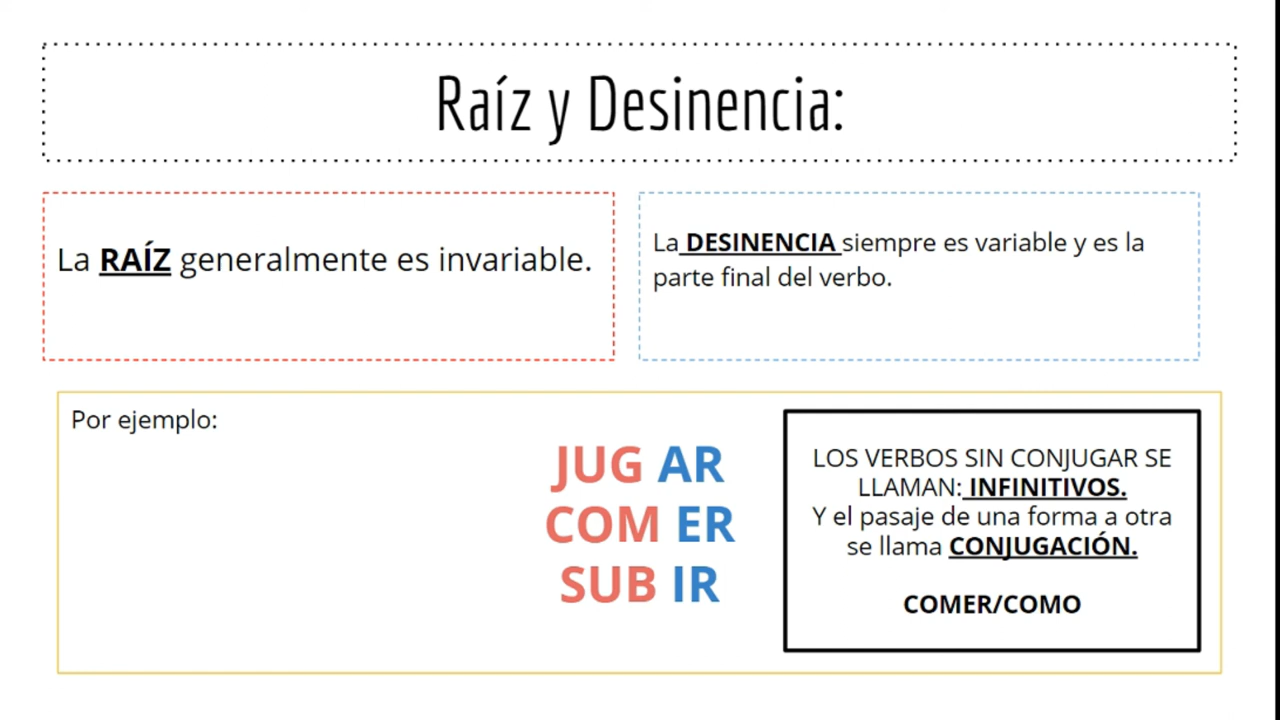 Raíz y Desinencia:
La RAÍZ generalmente es invariable.
La DESINENCIA siempre es variable y es la
parte final del verbo.
Por ejemplo:
JUG AR
COM ER
SUB IR
LOS VERBOS SIN CONJUGAR SE
LLAMAN: INFINITIVOS.
Y el pasaje de una forma a otra
se llama CONJUGACIÓN.
COMER/COMO